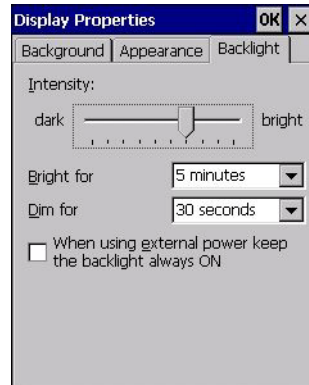 Display Properties OK ×
Background Appearance Backlight
Intensity:
dark bright
Bright for 5 minutes
Dim for 30 seconds
When using external power keep
the backlight always ON